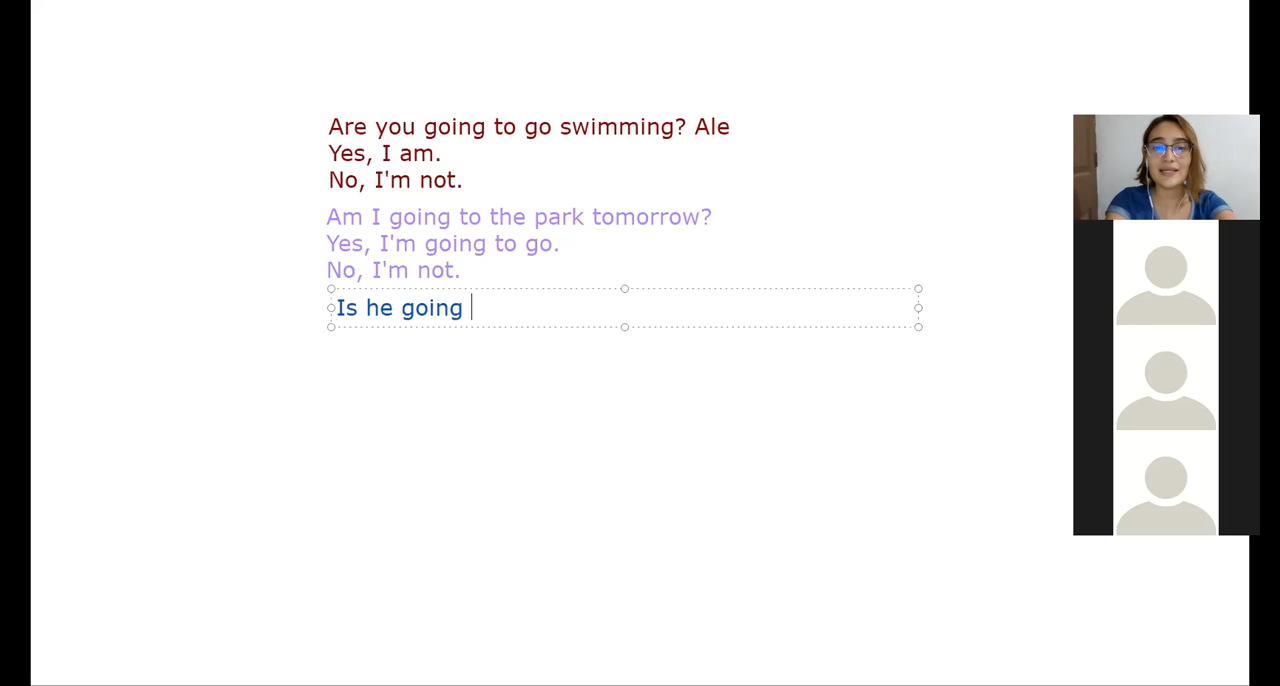 Are you going to go swimming? Ale
Yes, I am.
No, I'm not.
Am I going to the park tomorrow?
Yes, I'm going to go.
No, I'm not.
Is he going